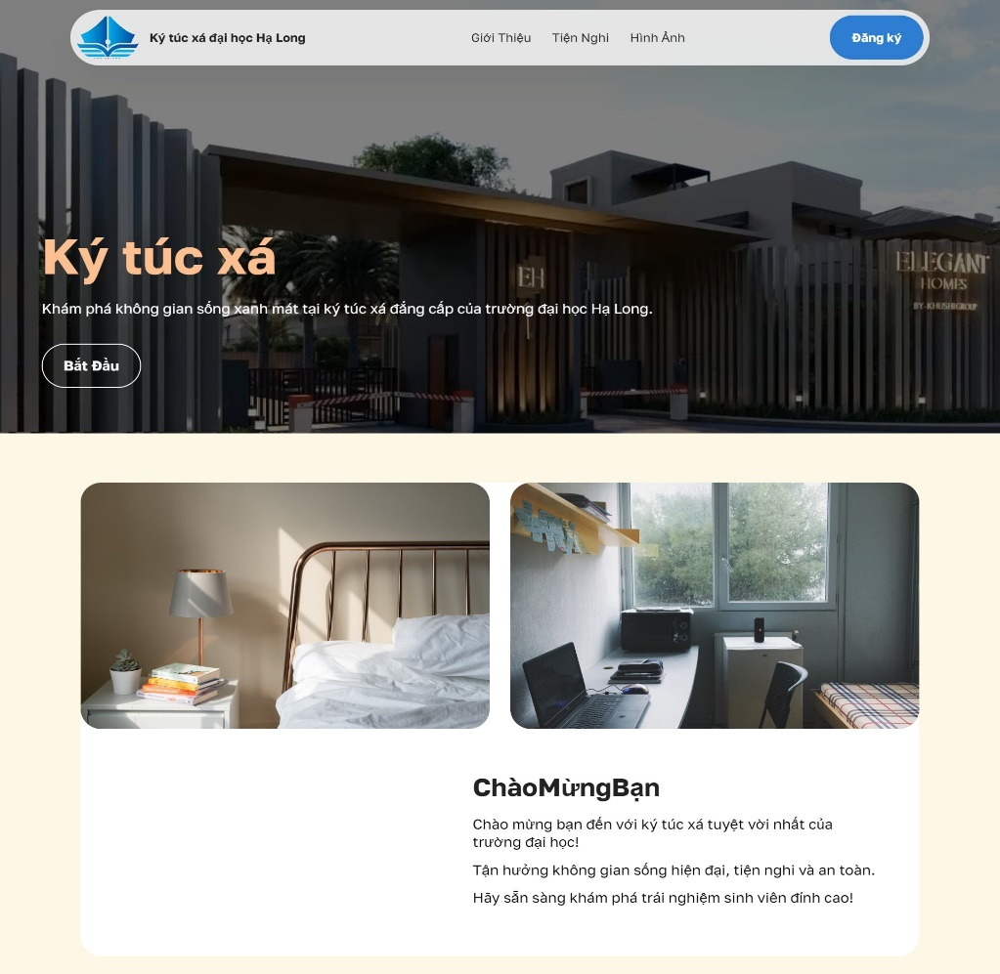 Ký túc xá đại học Hạ Long
Giới Thiệu
Tiện Nghi
Hình Ảnh
Đăng ký
EH
ELEGANT
HOMES
BY-KHUSHI GROUP
Ký túc xá
Khám phá không gian sống xanh mát tại ký túc xá đẳng cấp của trường đại học Hạ Long.
Bắt Đầu
ChàoMừngBạn
Chào mừng bạn đến với ký túc xá tuyệt vời nhất của
trường đại học!
Tận hưởng không gian sống hiện đại, tiện nghi và an toàn.
Hãy sẵn sàng khám phá trải nghiệm sinh viên đỉnh cao!